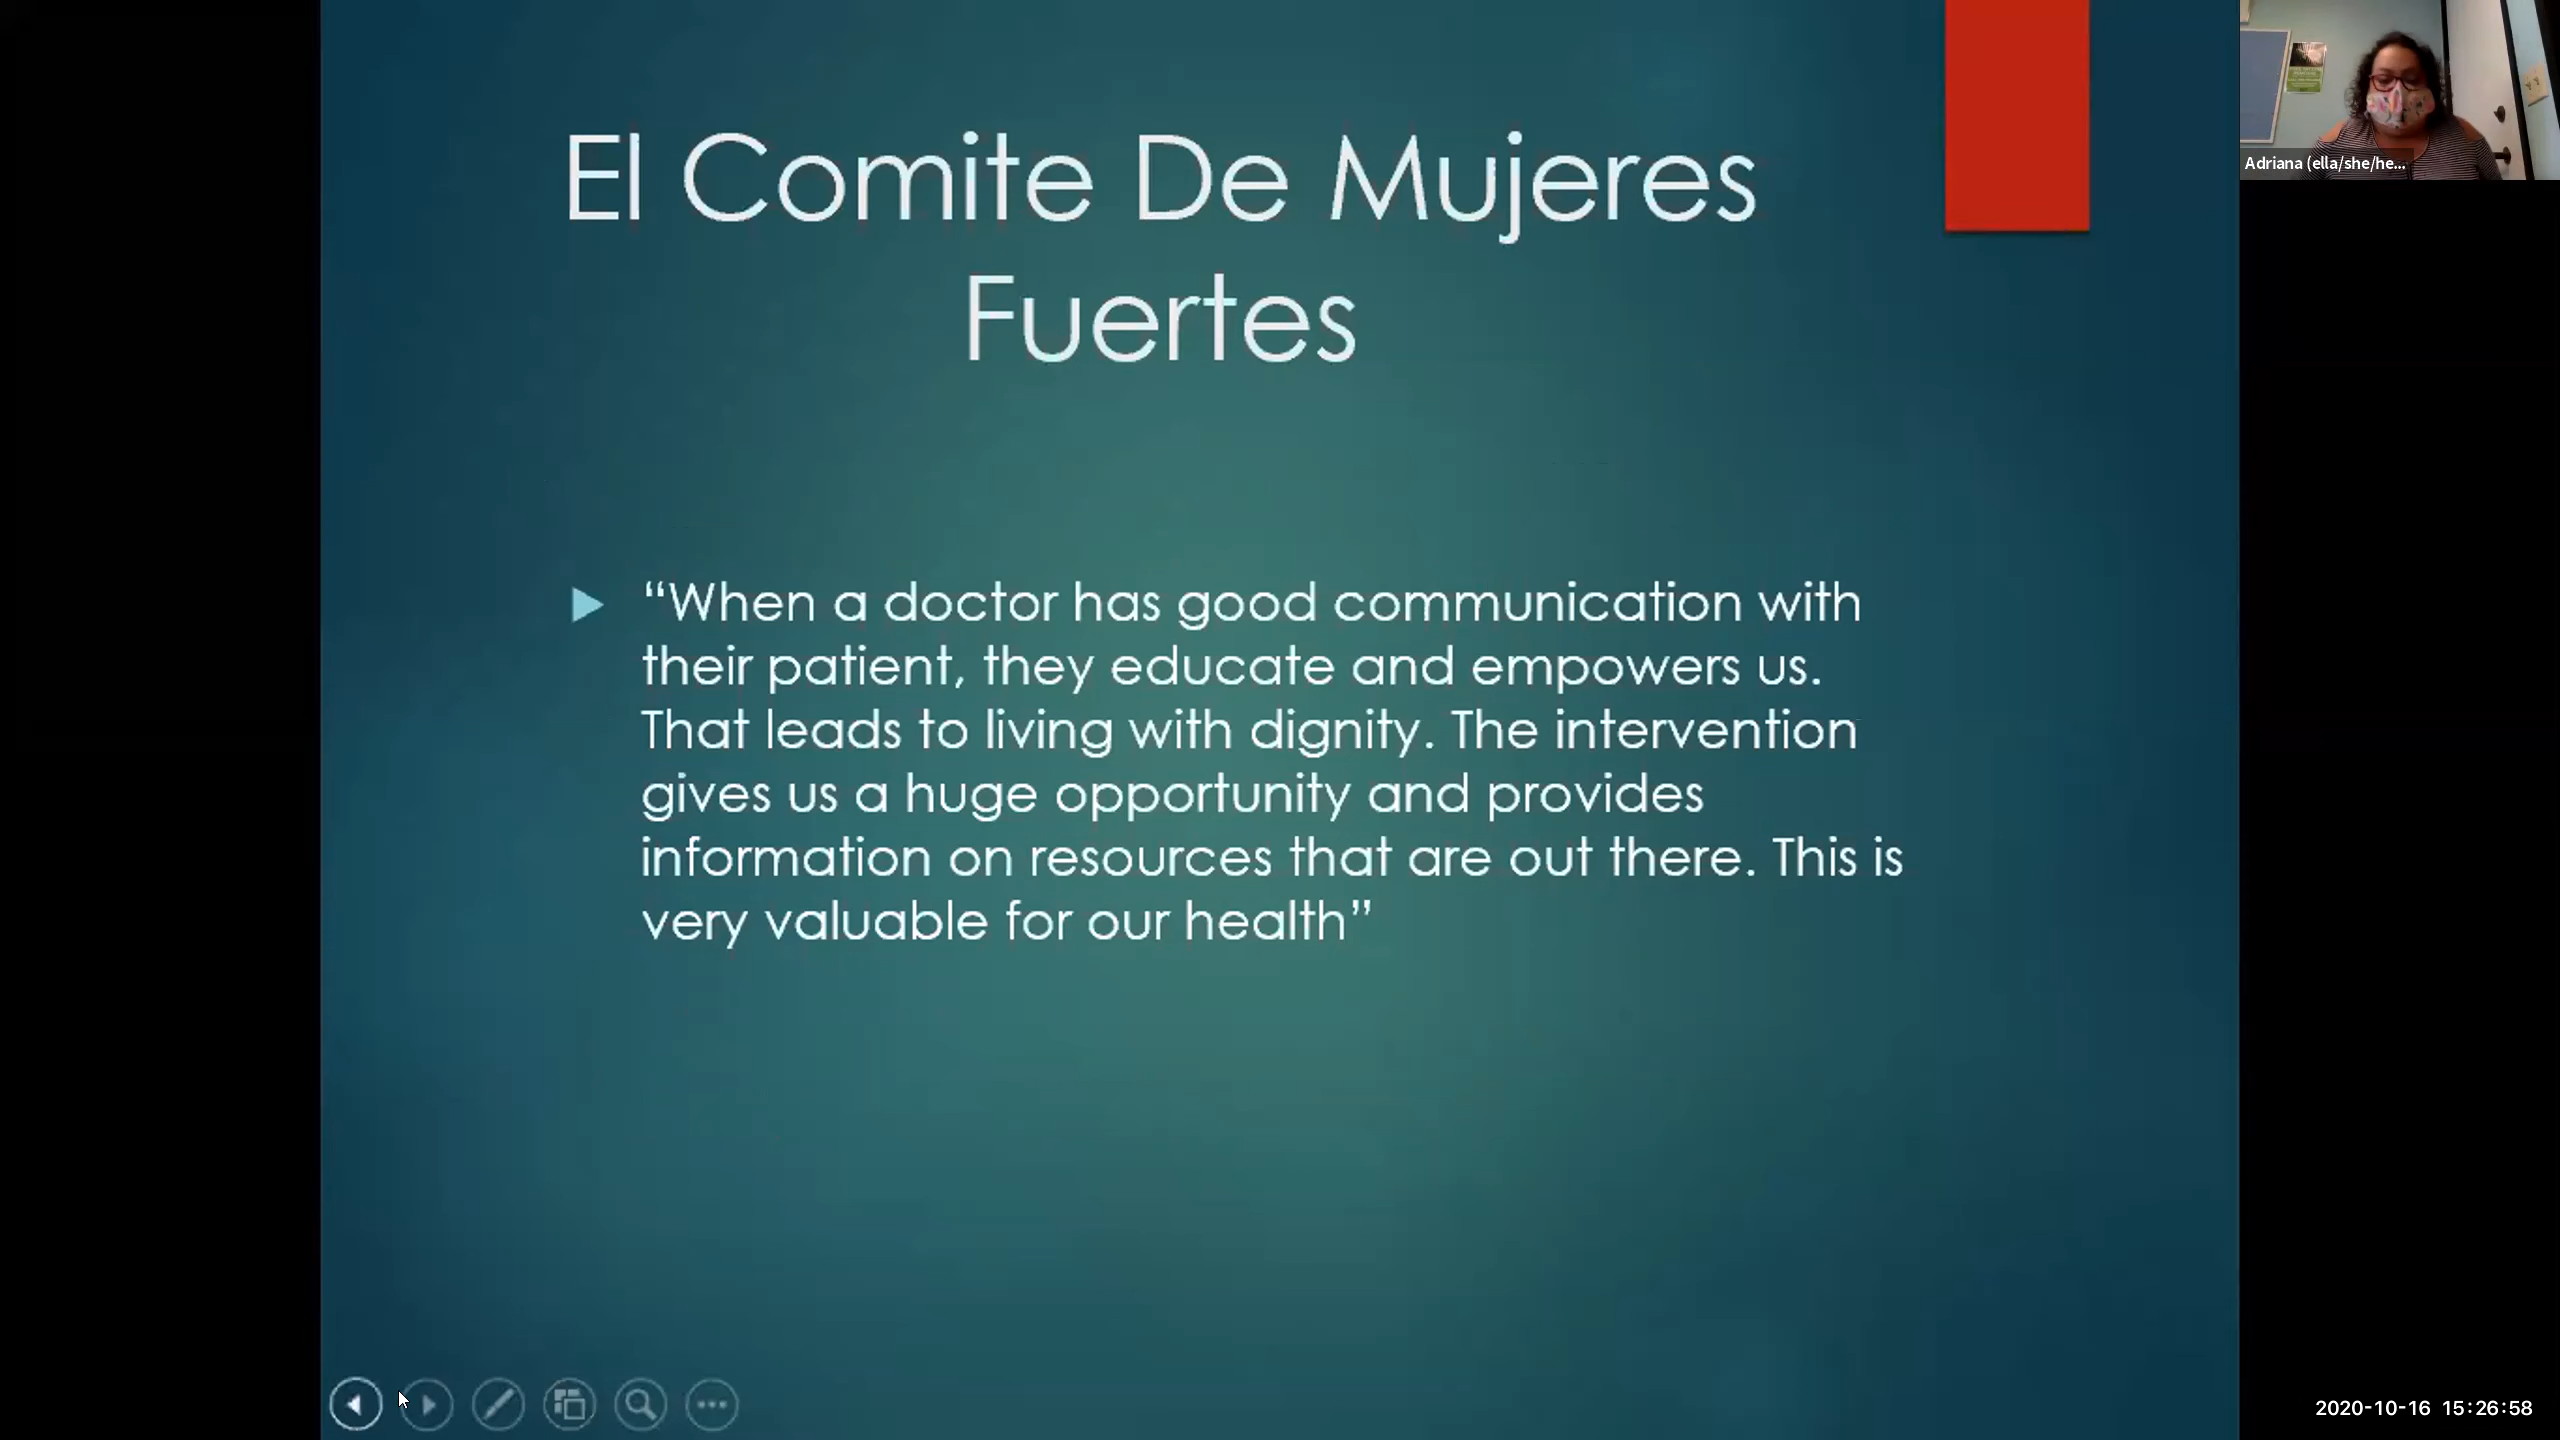 El Comite De Mujeres
Fuertes
“When a doctor has good communication with
their patient, they educate and empowers us.
That leads to living with dignity. The intervention
gives us a huge opportunity and provides
information on resources that are out there. This is
very valuable for our health”
Adriana (ella/she/he...
2020-10-16 15:26:58